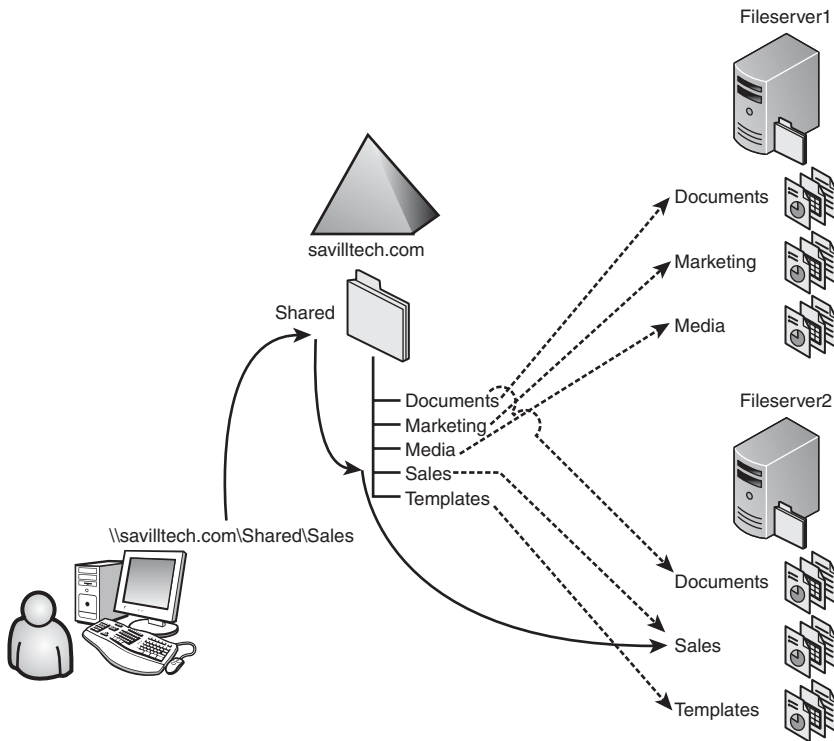 Fileserver1
Documents
Marketing
Media
savilltech.com
Shared
Documents
Marketing
Media
Sales
Templates
\\savilltech.com\Shared\Sales
Fileserver2
Documents
Sales
Templates